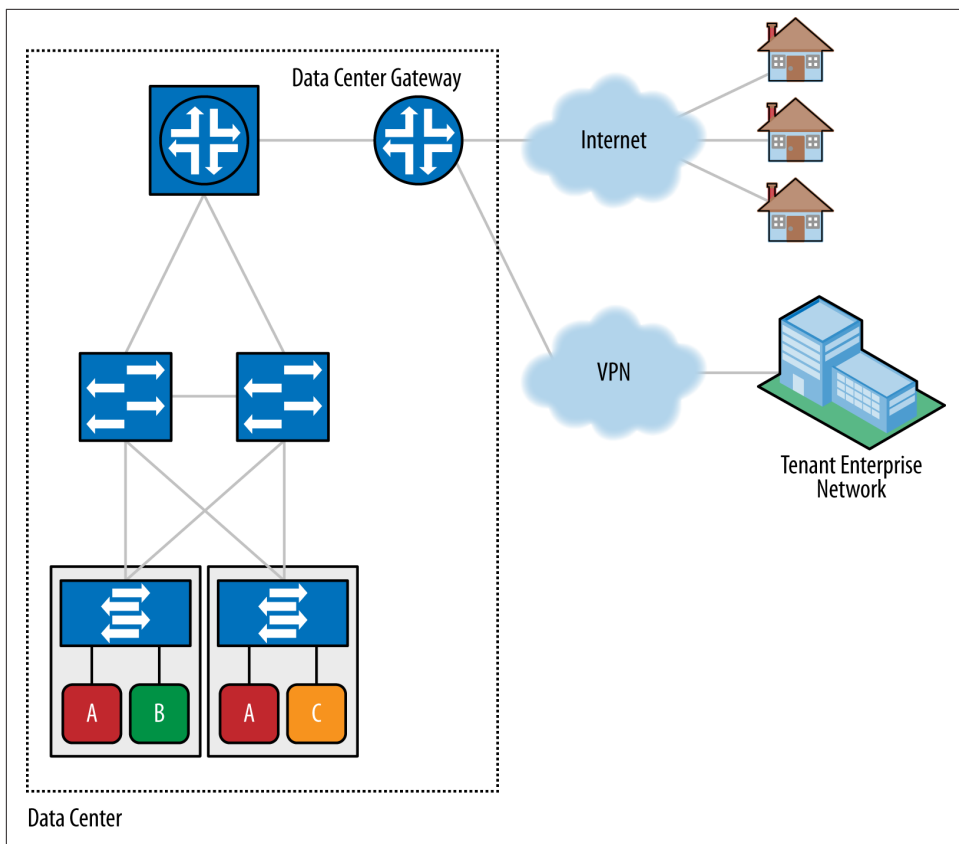 Data Center Gateway
Internet
VPN
Tenant Enterprise
Network
A
B
A
C
Data Center